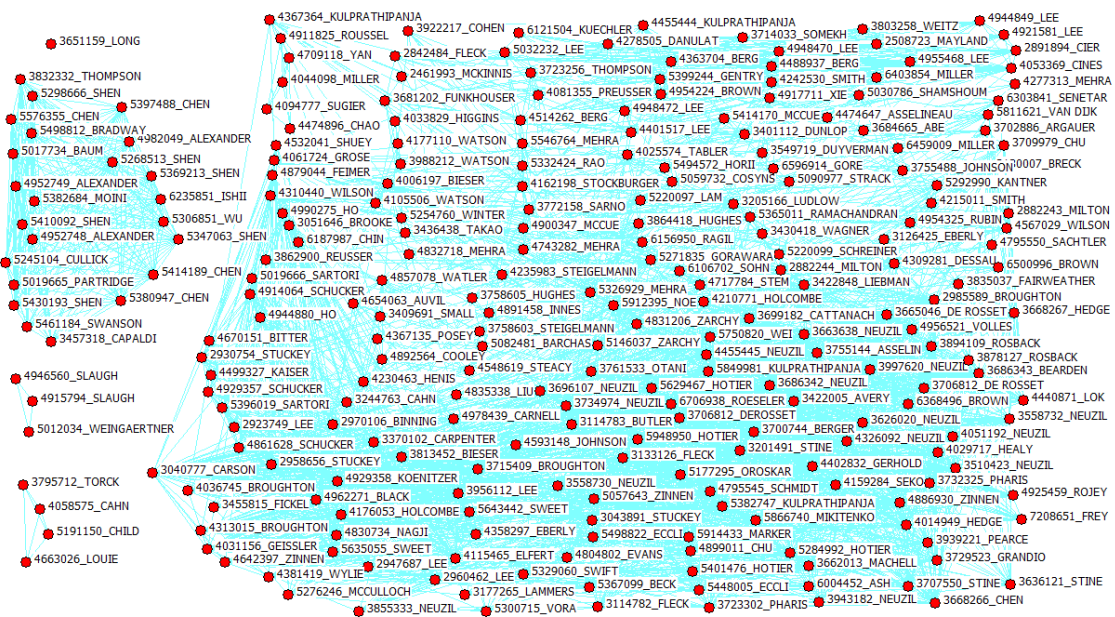 3651159_LONG
3832332_THOMPSON
5298666_SHEN
5397488_CHEN
5576355_CHEN
5498812_BRADWAY
4982049_ALEXANDER
5017734_BAUM
5268513_SHEN
5369213_SHEN
4952749_ALEXANDER
5382684_MOINI
6235851_ISHII
5410092_SHEN
5306851_WU
4952748_ALEXANDER
5347063_SHEN
5245104_CULLICK
5414189_CHEN
5019665_PARTRIDGE
5430193_SHEN
5380947_CHEN
5461184_SWANSON
3457318_CAPALDI
4946560_SLAUGH
4915794_SLAUGH
5012034_WEINGAERTNER
3795712_TORCK
4058575_CAHN
5191150_CHILD
4663026_LOUIE
4367364_KULPRATHIPANJA
4911825_ROUSSEL
4709118_YAN
4044098_MILLER
4094777_SUGIER
4474896_CHAO
4532041_SHUEY
4061724_GROSE
4879044_FEIMER
4310440_WILSON
4990275_HO
3051646_BROOKE
6187987_CHIN
3862900_REUSSER
5019666_SARTORI
4914064_SCHUCKER
4944880_HO
4670151_BITTER
2930754_STUCKEY
4499327_KAISER
4929357_SCHUCKER
5396019_SARTORI
2923749_LEE
4861628_SCHUCKER
2958656_STUCKEY
3040777_CARSON
4036745_BROUGHTON
3455815_FICKEL
4313015_BROUGHTON
4031156_GEISSLER
4642397_ZINNEN
4381419_WYLIE
5276246_MCCULLOCH
3855333_NEUZIL
3922217_COHEN
2842484_FLECK
2461993_MCKINNIS
3681202_FUNKHOUSER
4033829_HIGGINS
4177110_WATSON
3988212_WATSON
4006197_BIESER
4105506_WATSON
5254760_WINTER
3436438_TAKAO
4832718_MEHRA
4857078_WATLER
4654063_AUVIL
3409691_SMALL
4367135_POSEY
4892564_COOLEY
4230463_HENIS
3244763_CAHN
2970106_BINNING
3370102_CARPENTER
3813452_BIESER
4929358_KOENITZER
4962271_BLACK
4176053_HOLCOMBE
4830734_NAGJI
5635055_SWEET
2947687_LEE
2960462_LEE
3177265_LAMMERS
5300715_VORA
6121504_KUECHLER
5032232_LEE
3723256_THOMPSON
4081355_PREUSSER
4514262_BERG
5546764_MEHRA
5332424_RAO
4162198_STOCKBURGER
3772158_SARNO
4900347_MCCUE
4743282_MEHRA
4235983_STEIGELMANN
3758605_HUGHES
4891458_INNES
3758603_STEIGELMANN
5082481_BARCHAS
4548619_STEACY
4835338_LIU
4978439_CARNELL
4593148_JOHNSON
3715409_BROUGHTON
3956112_LEE
5643442_SWEET
4358297_EBERLY
4115465_ELFERT
4804802_EVANS
5329060_SWIFT
5367099_BECK
3114782_FLECK
4455444_KULPRATHIPANJA
4278505_DANULAT
4363704_BERG
5399244_GENTRY
4954224_BROWN
4948472_LEE
4401517_LEE
4025574_TABLER
5494572_HORII
5059732_COSYNS
5220097_LAM
3864418_HUGHES
6156950_RAGIL
5271835_GORAWARA
6106702_SOHN
4717784_STEM
5326929_MEHRA
5912395_NOE
4210771_HOLCOMBE
4831206_ZARCHY
5146037_ZARCHY
5750820_WEI
4455445_NEUZIL
3761533_OTANI
5849981_KULPRATHIPANJA
3696107_NEUZIL
5629467_HOTIER
3734974_NEUZIL
6706938_ROESELER
3114783_BUTLER
3706812_DEROSSET
5948950_HOTIER
3133126_FLECK
3700744_BERGER
3201491_STINE
5177295_OROSKAR
3558730_NEUZIL
5057643_ZINNEN
4795545_SCHMIDT
5382747_KULPRATHIPANJA
3043891_STUCKEY
5866740_MIKITENKO
5498822_ECCLI
5914433_MARKER
4899011_CHU
5401476_HOTIER
5284992_HOTIER
3662013_MACHELL
5448005_ECCLI
6004452_ASH
3723302_PHARIS
3943182_NEUZIL
3714033_SOMEKH
4948470_LEE
4488937_BERG
4242530_SMITH
4917711_XIE
5414170_MCCUE
3401112_DUNLOP
3549719_DUYVERMAN
6596914_GORE
5090977_STRACK
3205166_LUDLOW
5365011_RAMACHANDRAN
3430418_WAGNER
5220099_SCHREINER
2882244_MILTON
3422848_LIEBMAN
3699182_CATTANACH
3663638_NEUZIL
3755144_ASSELIN
3686342_NEUZIL
3422005_AVERY
3803258_WEITZ
2508723_MAYLAND
4955468_LEE
6403854_MILLER
5030786_SHAMSHOUM
4474647_ASSELINEAU
3684665_ABE
6459009_MILLER
3755488_JOHNSON
5292990_KANTNER
4215011_SMITH
4954325_RUBIN
3126425_EBERLY
4309281_DESSAU
3835037_FAIRWEATHER
2985589_BROUGHTON
3665046_DE ROSSET
3668267_HEDGE
4956521_VOLLES
3894109_ROSBACK
3878127_ROSBACK
3997620_NEUZIL
3686343_BEARDEN
3706812_DE ROSSET
4440871_LOK
6368496_BROWN
3558732_NEUZIL
3626020_NEUZIL
4051192_NEUZIL
4326092_NEUZIL
4029717_HEALY
3510423_NEUZIL
4402832_GERHOLD
4159284_SEKO
3732325_PHARIS
4925459_ROJEY
4886930_ZINNEN
7208651_FREY
4014949_HEDGE
3939221_PEARCE
3729523_GRANDIO
3707550_STINE
3636121_STINE
3668266_CHEN
4944849_LEE
4921581_LEE
2891894_CIER
4053369_CINES
4277313_MEHRA
6303841_SENETAR
5811621_VAN DIJK
3702886_ARGAUER
3709979_CHU
0007_BRECK
2882243_MILTON
4567029_WILSON
4795550_SACHTLER
6500996_BROWN